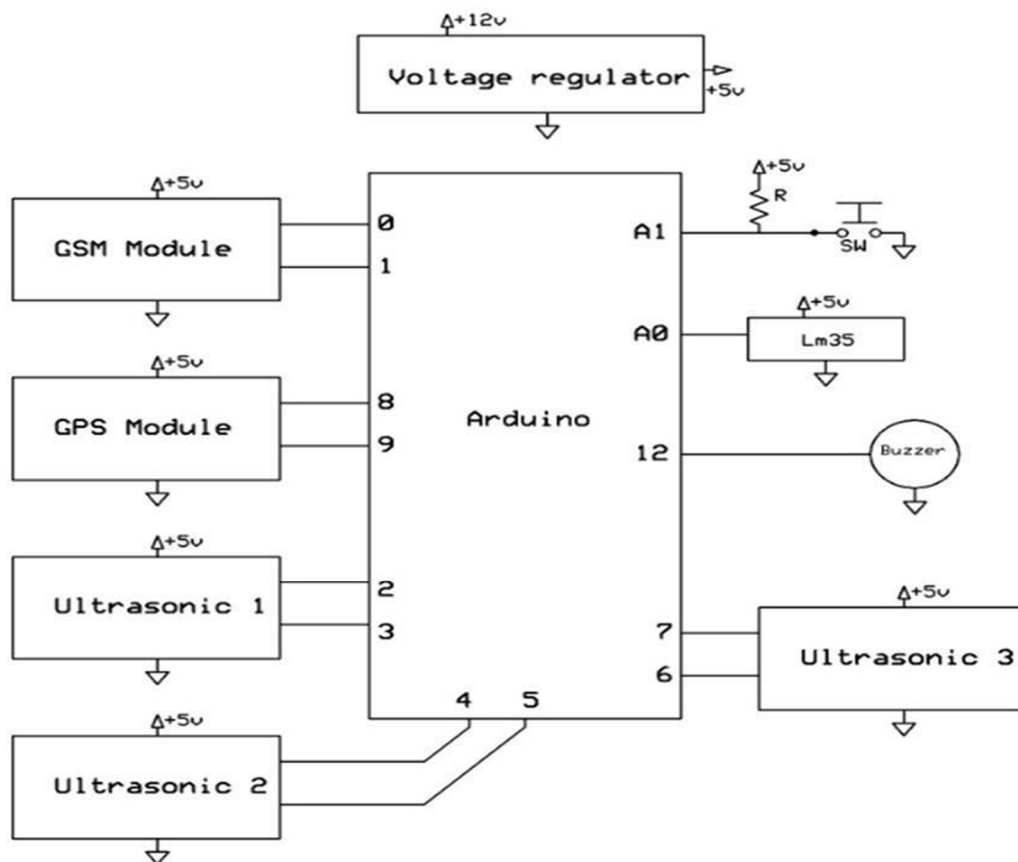 +12v
Voltage regulator
+5v
+5v
GSM Module
0
1
+5v
GPS Module
8
9
+5v
Ultrasonic 1
2
3
+5v
Ultrasonic 2
4 5
Arduino
A1
+5v
R
SW
A0
+5v
Lm35
12
Buzzer
7
6
+5v
Ultrasonic 3